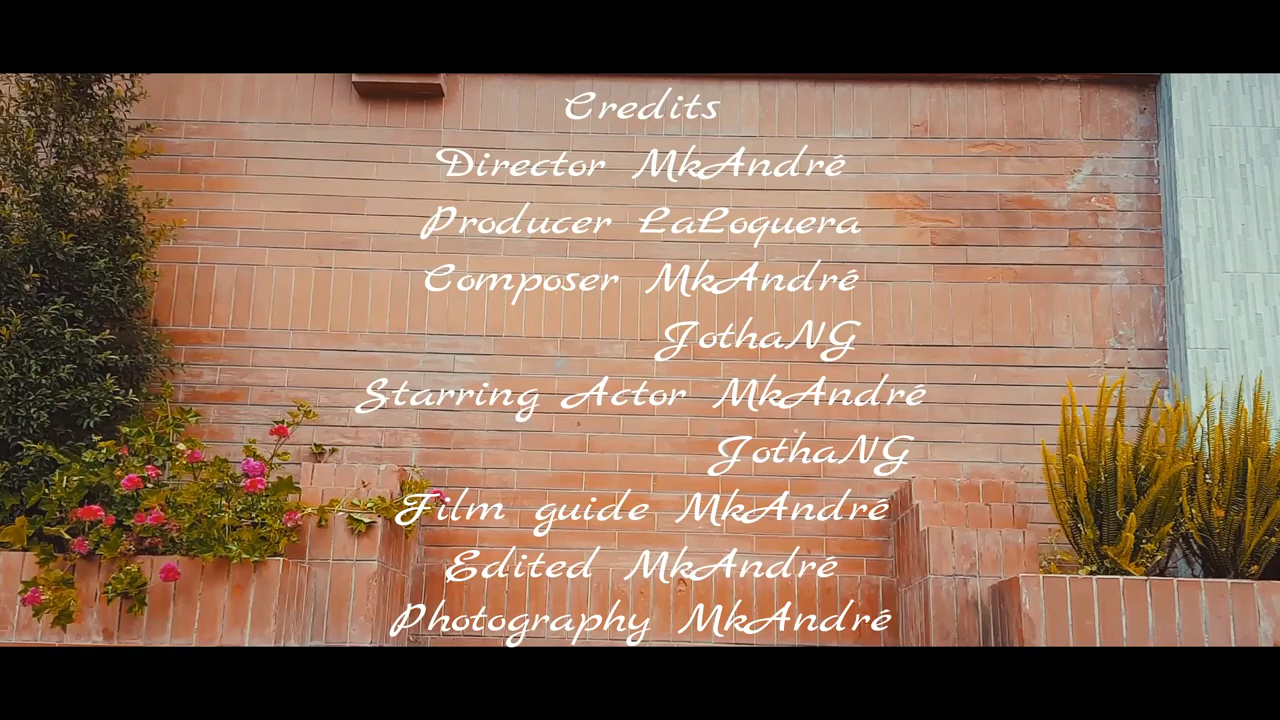 Credits
Director MkAndré
Producer LaLoquera
Composer MkAndré
JothaNG
Starring Actor MkAndré
JothaNG
Film guide MkAndré
Edited MkAndré
Photography MkAndré